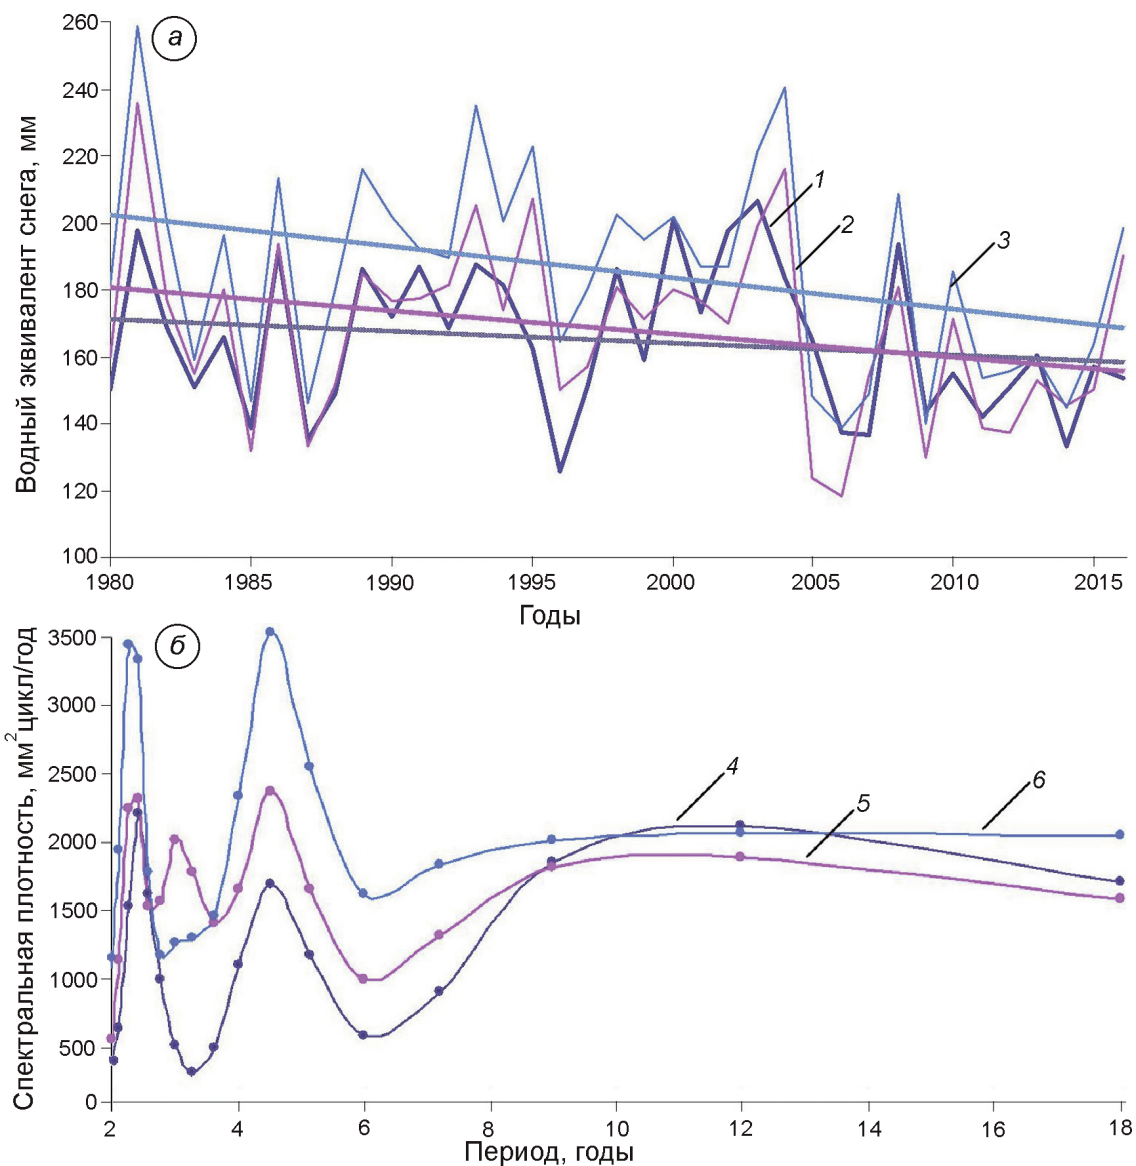 а
Водный эквивалент снега, мм
260
240
220
200
180
160
140
120
100
1
2
3
1980 1985 1990 1995 2000 2005 2010 2015
Годы
б
Спектральная плотность, мм2цикл/год
3500
3000
2500
2000
1500
1000
500
0
4
5
6
2 4 6 8 10 12 14 16 18
Период, годы